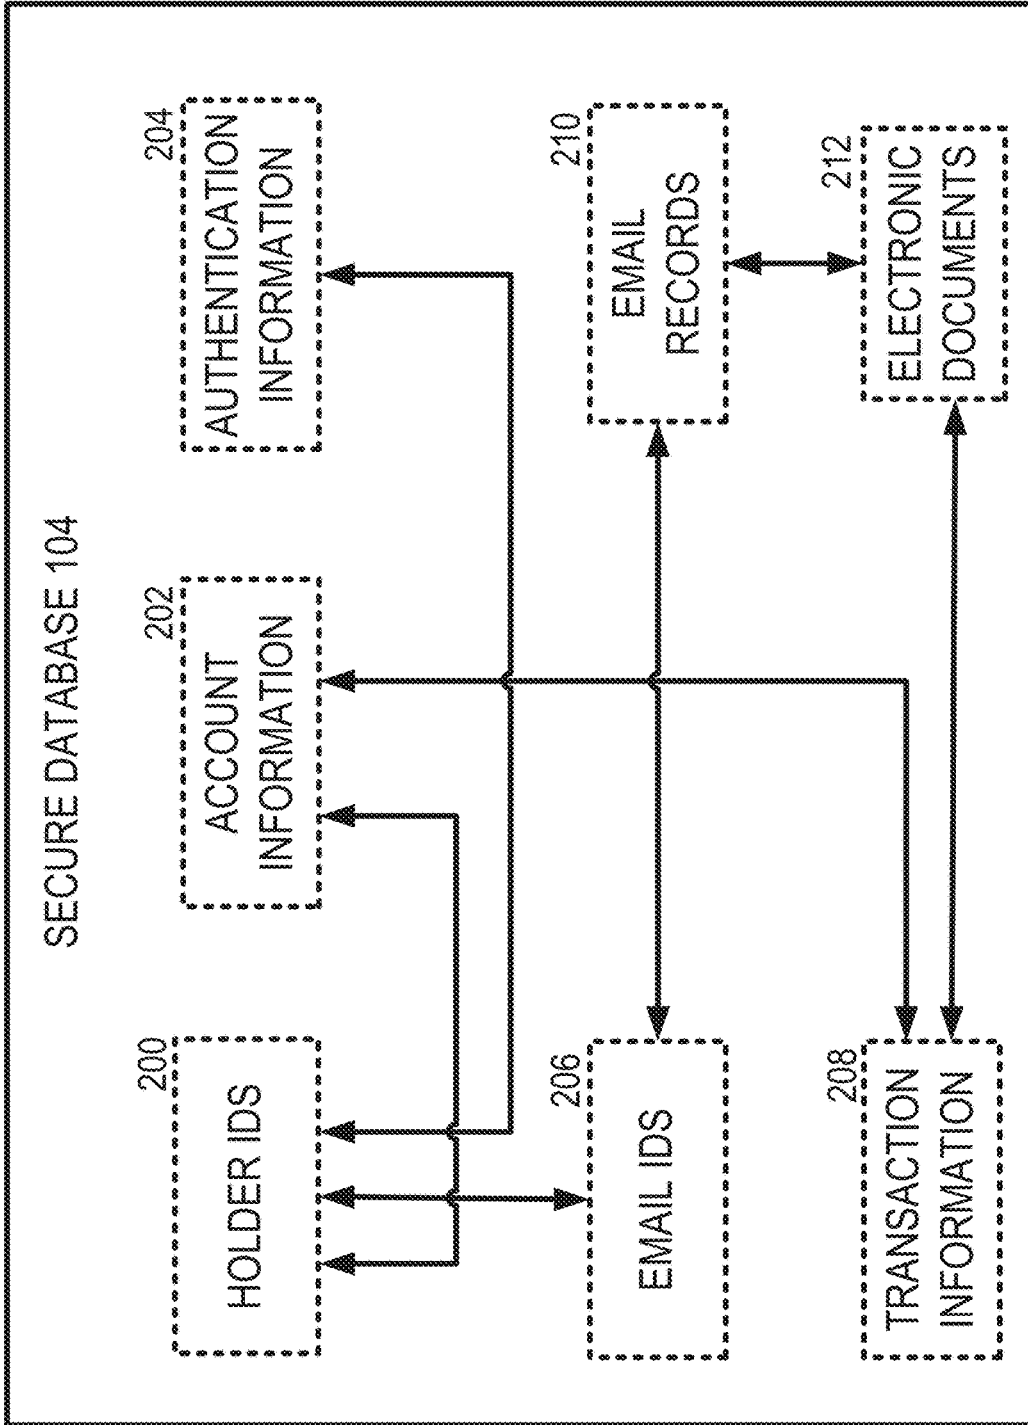 SECURE DATABASE 104
200
HOLDER IDS
202
ACCOUNT
INFORMATION
204
AUTHENTICATION
INFORMATION
206
EMAIL IDS
210
EMAIL
RECORDS
208
TRANSACTION
INFORMATION
212
ELECTRONIC
DOCUMENTS